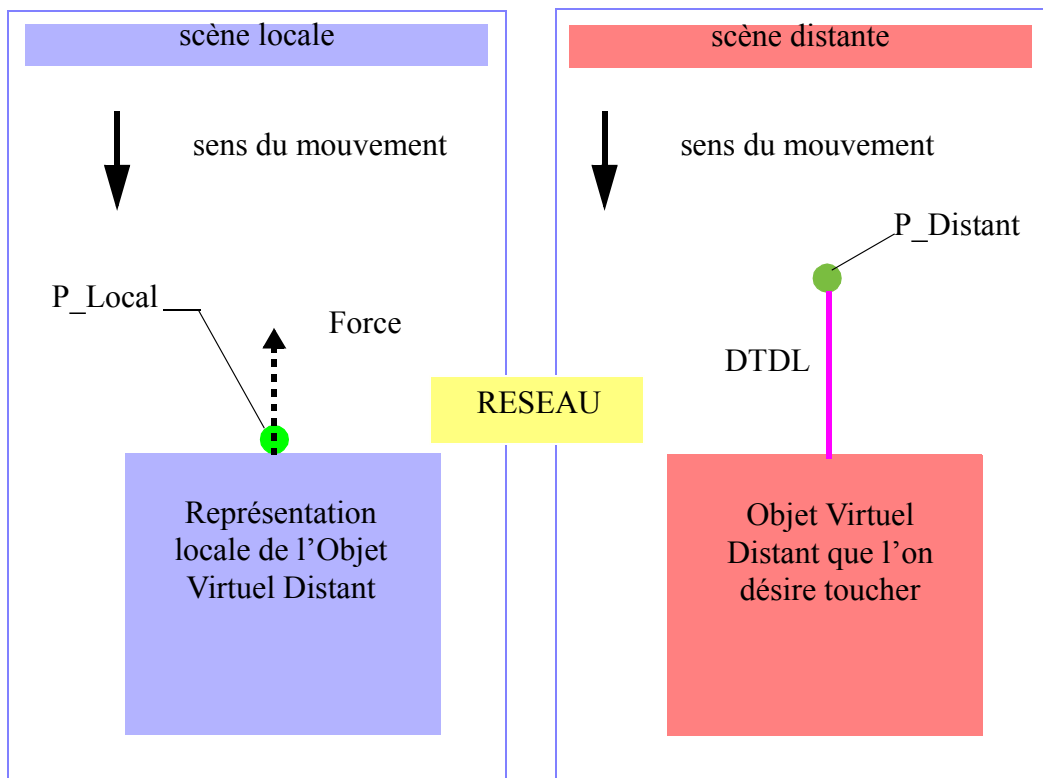 scène locale
sens du mouvement
P_Local
Force
Représentation
locale de l’Objet
Virtuel Distant
RESEAU
scène distante
sens du mouvement
P_Distant
DTDL
Objet Virtuel
Distant que l’on
désire toucher